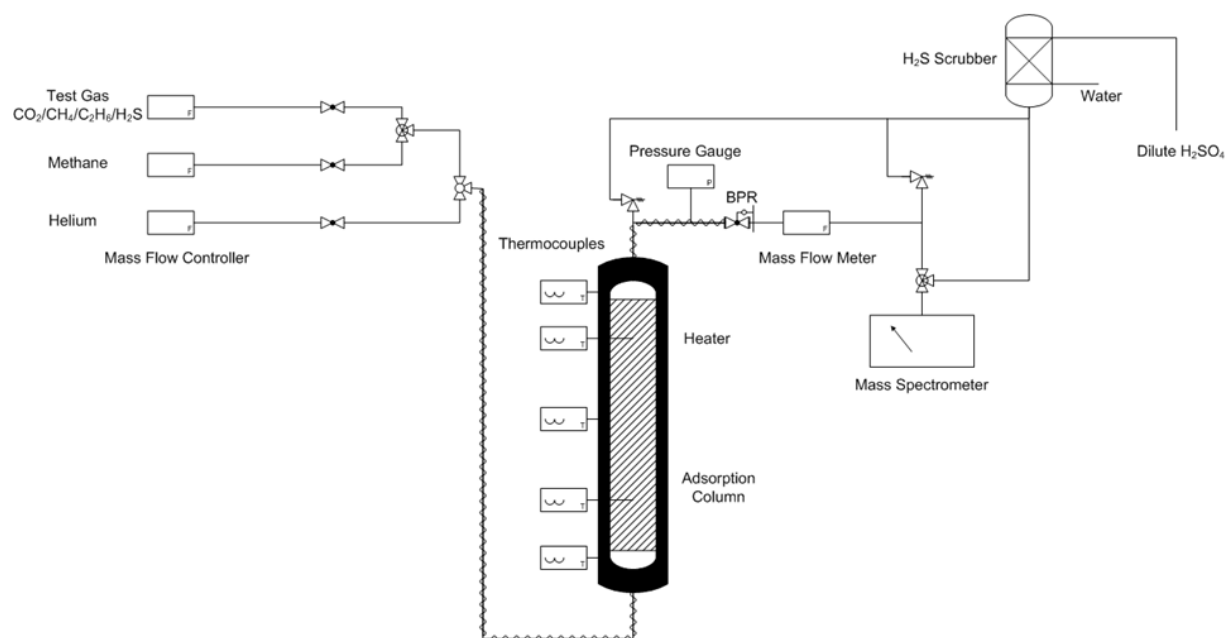 Test Gas
CO₂/CH₄/C₂H₆/H₂S
F
Methane
F
Helium
F
Mass Flow Controller
H₂S Scrubber
Water
Dilute H₂SO₄
Pressure Gauge
P
BPR
F
Mass Flow Meter
Thermocouples
T
T
T
T
T
Heater
Adsorption
Column
Mass Spectrometer